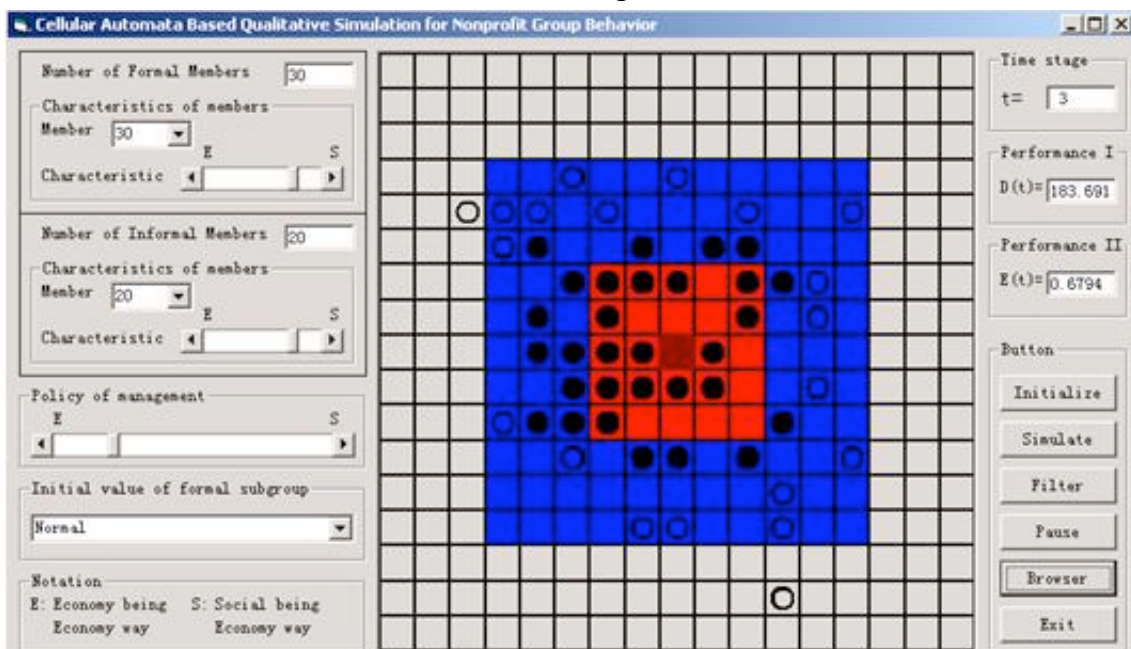 Cellular Automata Based Qualitative Simulation for Nonprofit Group Behavior
Number of Formal Members 30
Characteristics of members
Member 30
E S
Characteristic
Number of Informal Members 20
Characteristics of members
Member 20
E S
Characteristic
Policy of management
E S
Initial value of formal subgroup
Normal
Notation
E: Economy being S: Social being
Economy way Economy way
Time stage
t= 3
Performance I
D(t)= 183.691
Performance II
E(t)= 0.6794
Button
Initialize
Simulate
Filter
Pause
Browser
Exit